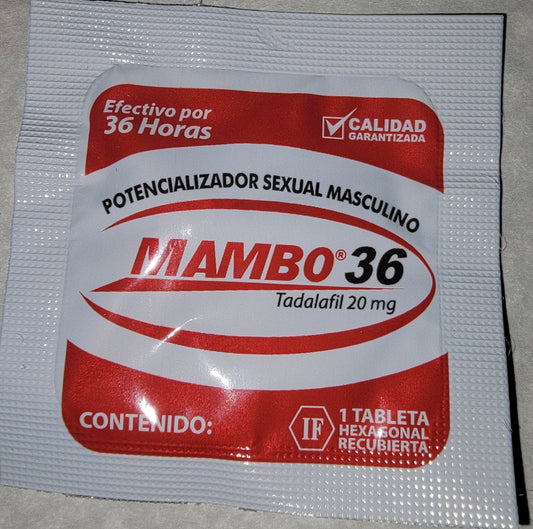 Efectivo por
36 Horas
CALIDAD
GARANTIZADA
POTENCIALIZADOR SEXUAL MASCULINO
MAMBO® 36
Tadalafil 20 mg
CONTENIDO:
IF
1 TABLETA
HEXAGONAL
RECUBIERTA